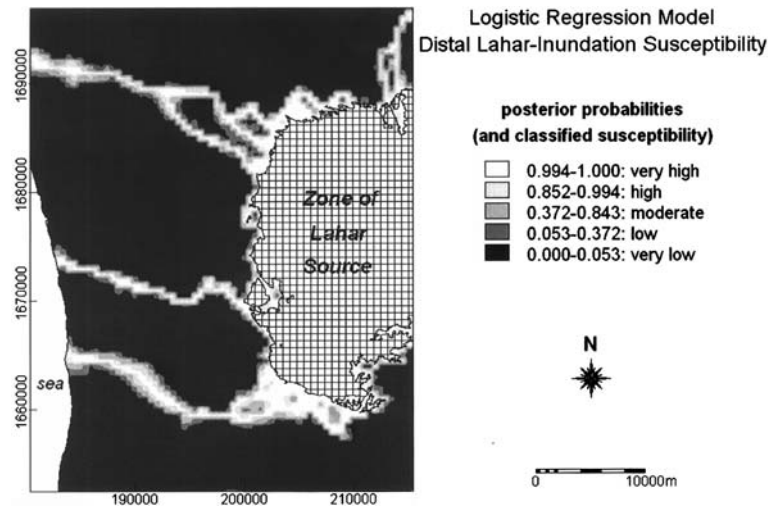 Logistic Regression Model
Distal Lahar-Inundation Susceptibility
posterior probabilities
(and classified susceptibility)
0.994-1.000: very high
0.852-0.994: high
0.372-0.843: moderate
0.053-0.372: low
0.000-0.053: very low
Zone of
Lahar
Source
sea
1690000
1680000
1670000
1660000
190000
200000
210000
N
0
10000m